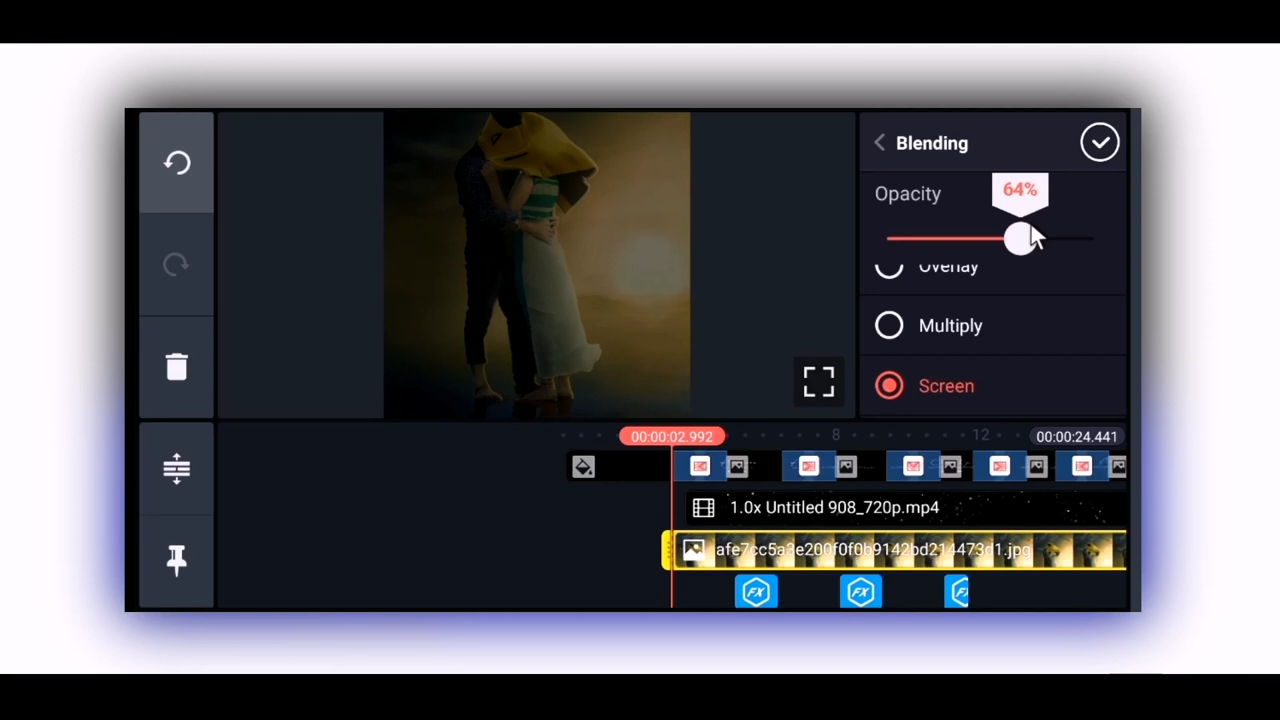 Blending
Opacity
64%
Overlay
Multiply
Screen
00:00:02.992
8
12
00:00:24.441
1.0x Untitled 908_720p.mp4
afe7cc5a3e200f0f0b9142bd214473d1.jpg
FX
FX
FX